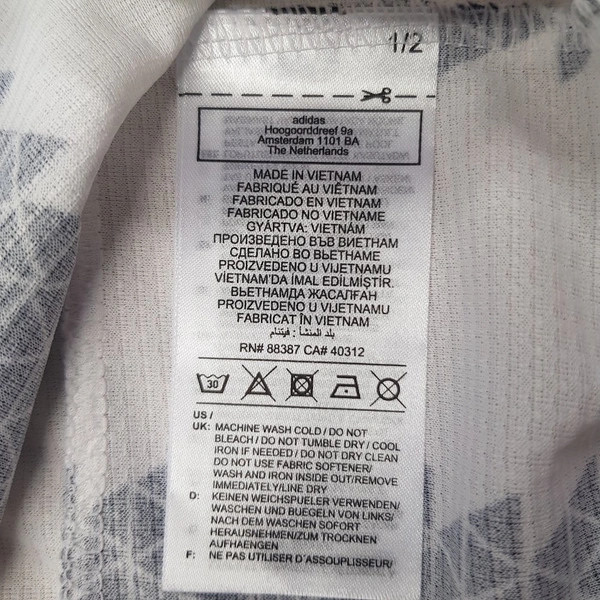 1/2
adidas
Hoogoorddreef 9a
Amsterdam 1101 BA
The Netherlands
MADE IN VIETNAM
FABRIQUÉ AU VIÊTNAM
FABRICADO EN VIETNAM
FABRICADO NO VIETNAME
GYÁRTVA: VIETNÁM
ПРОИЗВЕДЕНО ВЪВ ВИЕТНАМ
СДЕЛАНО ВО ВЬЕТНАМЕ
PROIZVEDENO U VIJETNAMU
VİETNAM'DA İMAL EDİLMİŞTİR.
ВЬЕТНАМДА ЖАСАЛҒАН
PROIZVEDENO U VIJETNAMU
FABRICAT ÎN VIETNAM
بلد المنشأ : فيتنام
RN# 88387 CA# 40312
30
US /
UK: MACHINE WASH COLD / DO NOT
BLEACH / DO NOT TUMBLE DRY / COOL
IRON IF NEEDED / DO NOT DRY CLEAN
DO NOT USE FABRIC SOFTENER/
WASH AND IRON INSIDE OUT/REMOVE
IMMEDIATELY/LINE DRY
D: KEINEN WEICHSPUELER VERWENDEN/
WASCHEN UND BUEGELN VON LINKS/
NACH DEM WASCHEN SOFORT
HERAUSNEHMEN/ZUM TROCKNEN
AUFHAENGEN
F: NE PAS UTILISER D'ASSOUPLISSEUR/